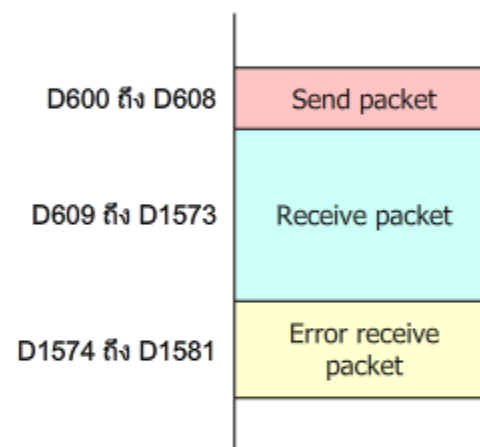 D600 ถึง D608
Send packet
D609 ถึง D1573
Receive packet
D1574 ถึง D1581
Error receive
packet